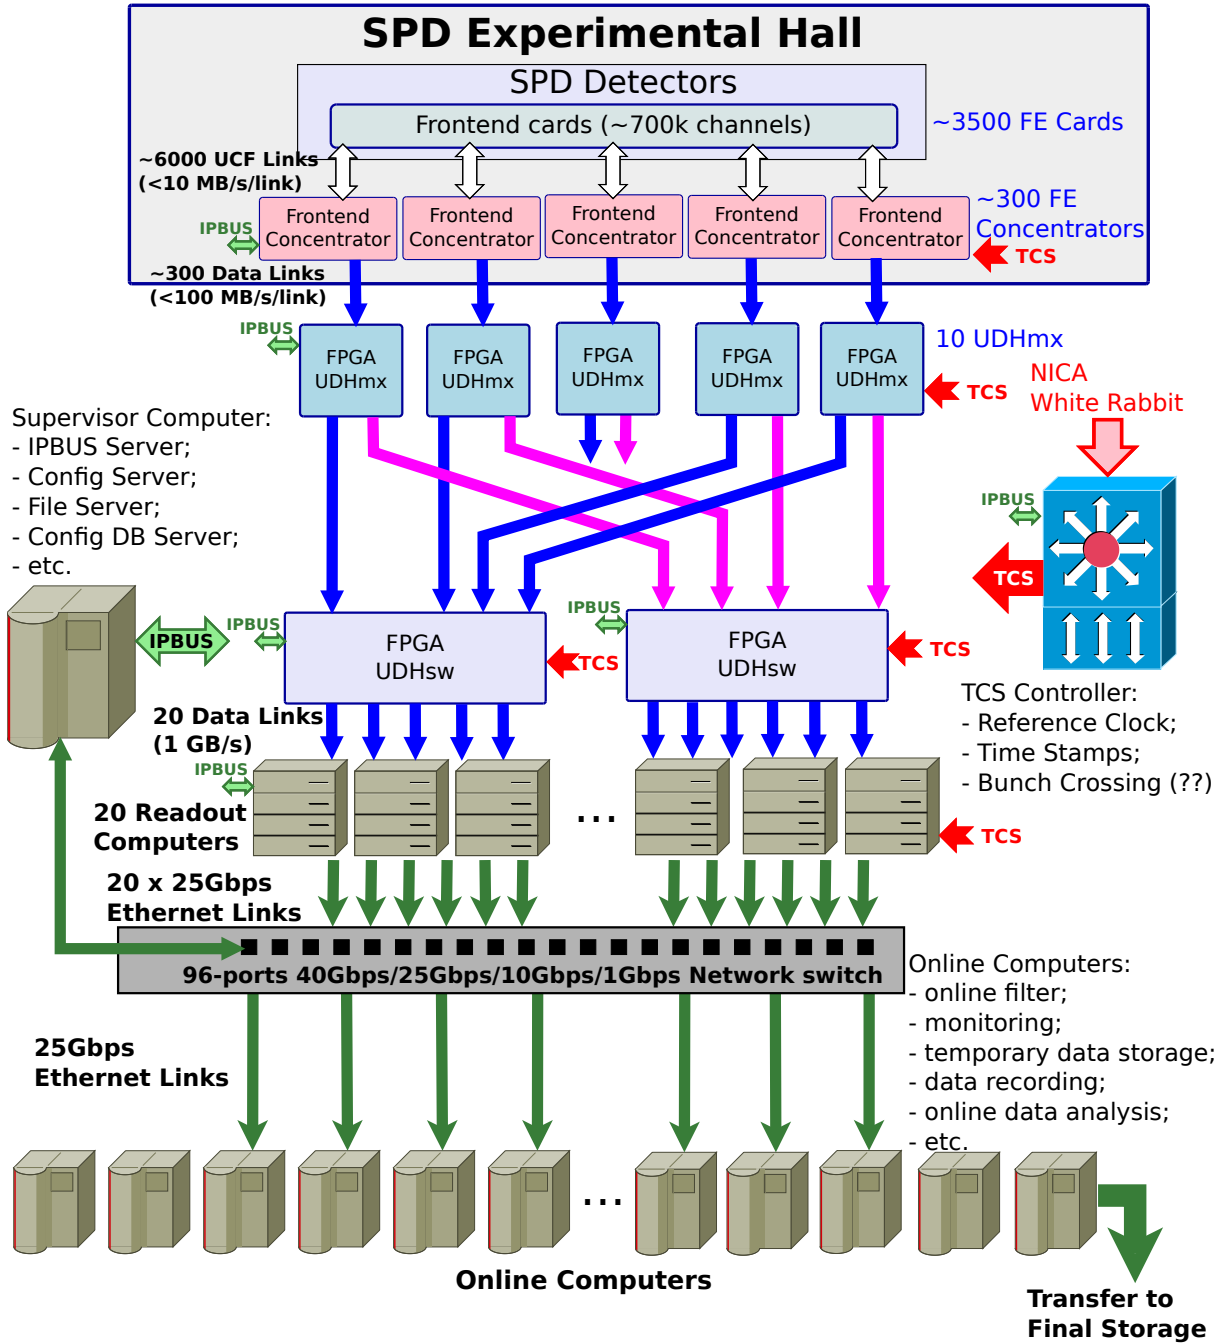 SPD Experimental Hall
SPD Detectors
Frontend cards (~700k channels)
~3500 FE Cards
~6000 UCF Links
(<10 MB/s/link)
~300 FE
Concentrators
IPBUS
Frontend
Concentrator
Frontend
Concentrator
Frontend
Concentrator
Frontend
Concentrator
Frontend
Concentrator
TCS
~300 Data Links
(<100 MB/s/link)
IPBUS
FPGA
UDHmx
FPGA
UDHmx
FPGA
UDHmx
FPGA
UDHmx
FPGA
UDHmx
10 UDHmx
TCS
NICA
White Rabbit
Supervisor Computer:
- IPBUS Server;
- Config Server;
- File Server;
- Config DB Server;
- etc.
IPBUS
TCS
IPBUS
IPBUS
FPGA
UDHsw
TCS
IPBUS
FPGA
UDHsw
TCS
TCS Controller:
- Reference Clock;
- Time Stamps;
- Bunch Crossing (??)
20 Data Links
(1 GB/s)
IPBUS
20 Readout
Computers
...
TCS
20 x 25Gbps
Ethernet Links
96-ports 40Gbps/25Gbps/10Gbps/1Gbps Network switch
Online Computers:
- online filter;
- monitoring;
- temporary data storage;
- data recording;
- online data analysis;
- etc.
25Gbps
Ethernet Links
...
Online Computers
Transfer to
Final Storage